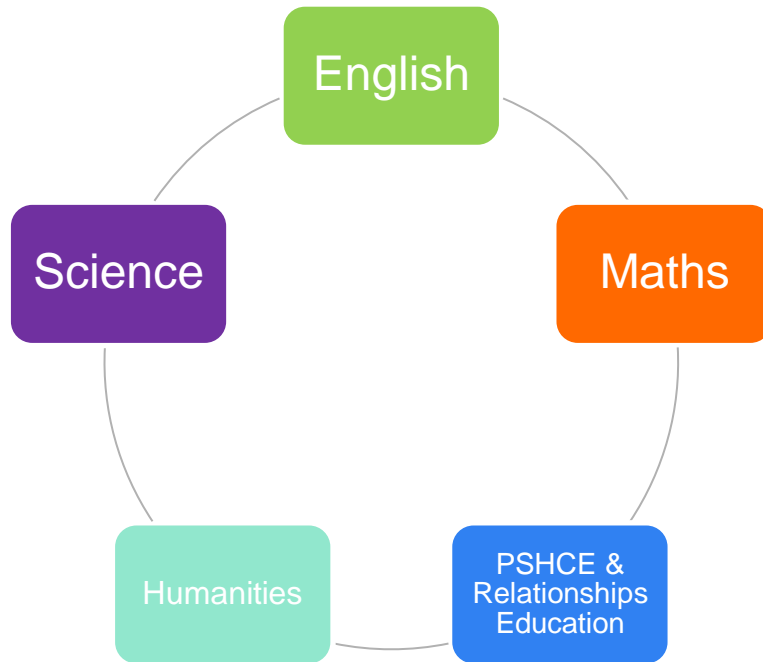 English
Science
Maths
Humanities
PSHCE &
Relationships
Education